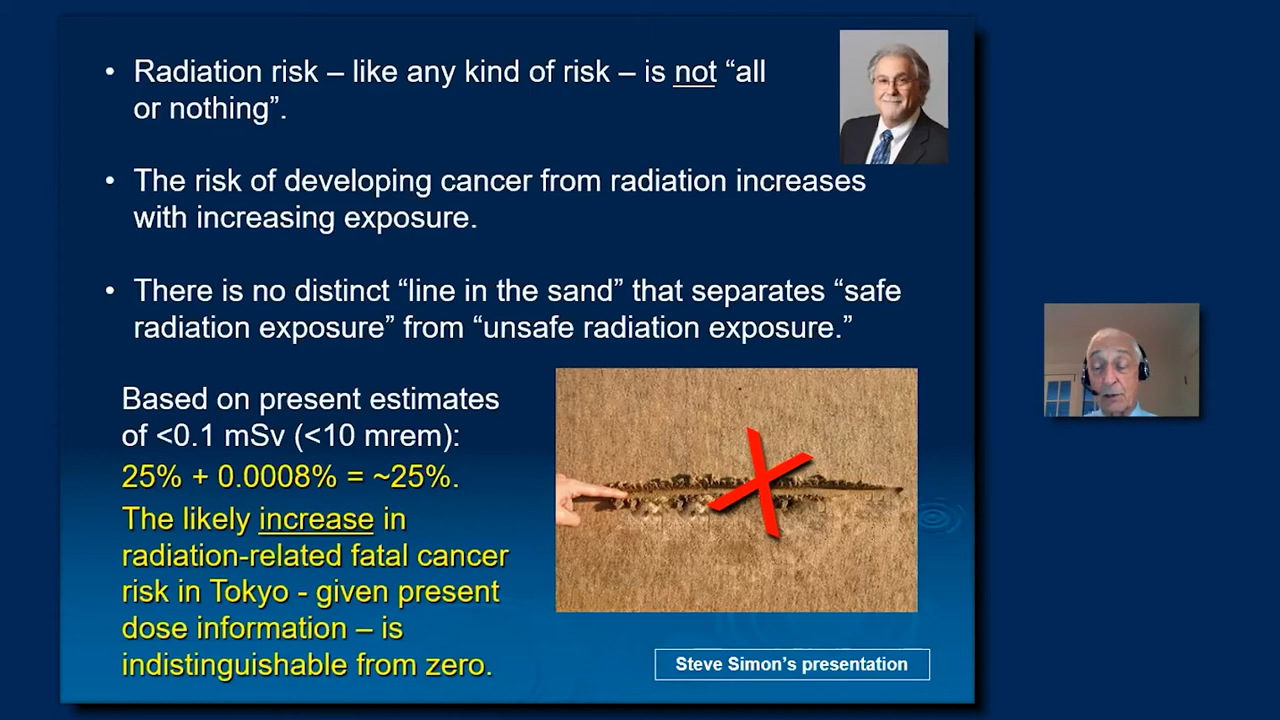 • Radiation risk – like any kind of risk – is not “all
or nothing”.
• The risk of developing cancer from radiation increases
with increasing exposure.
• There is no distinct “line in the sand” that separates “safe
radiation exposure” from “unsafe radiation exposure.”
Based on present estimates
of <0.1 mSv (<10 mrem):
25% + 0.0008% = ~25%.
The likely increase in
radiation-related fatal cancer
risk in Tokyo - given present
dose information – is
indistinguishable from zero.
Steve Simon’s presentation